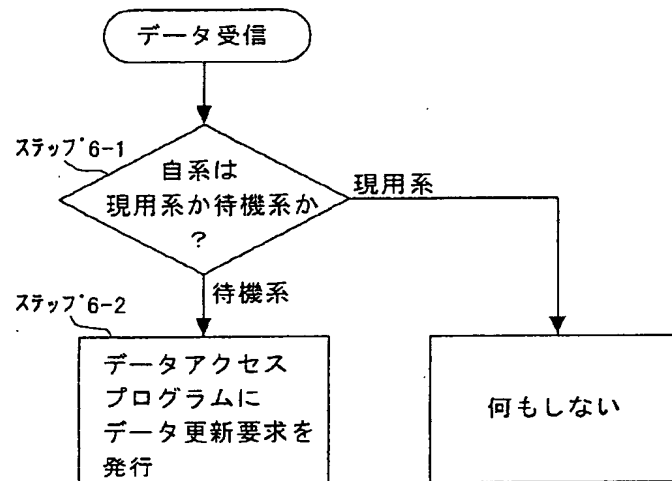 データ受信
ステップ6-1
自系は
現用系か待機系か
?
現用系
待機系
ステップ6-2
データアクセス
プログラムに
データ更新要求を
発行
何もしない